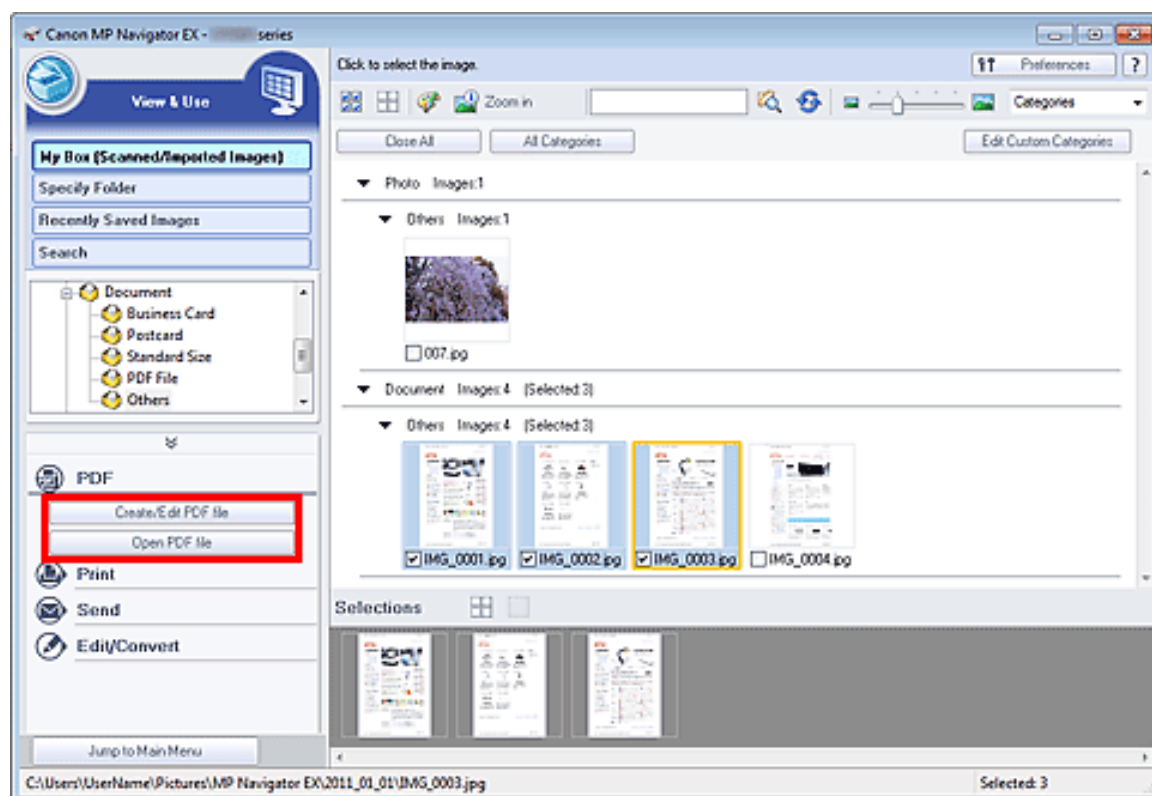 Canon MP Navigator EX - series
View & Use
My Box (Scanned/Imported Images)
Specify Folder
Recently Saved Images
Search
Document
Business Card
Postcard
Standard Size
PDF File
Others
PDF
Create/Edit PDF file
Open PDF file
Print
Send
Edit/Convert
Jump to Main Menu
Click to select the image.
Preferences
?
Zoom in
Categories
Close All
All Categories
Edit Custom Categories
Photo Images:1
Others Images:1
007.jpg
Document Images:4 (Selected:3)
Others Images:4 (Selected:3)
IMG_0001.jpg IMG_0002.jpg IMG_0003.jpg IMG_0004.jpg
Selections
C:\Users\UserName\Pictures\MP Navigator EX\2011_01_01\IMG_0003.jpg
Selected: 3